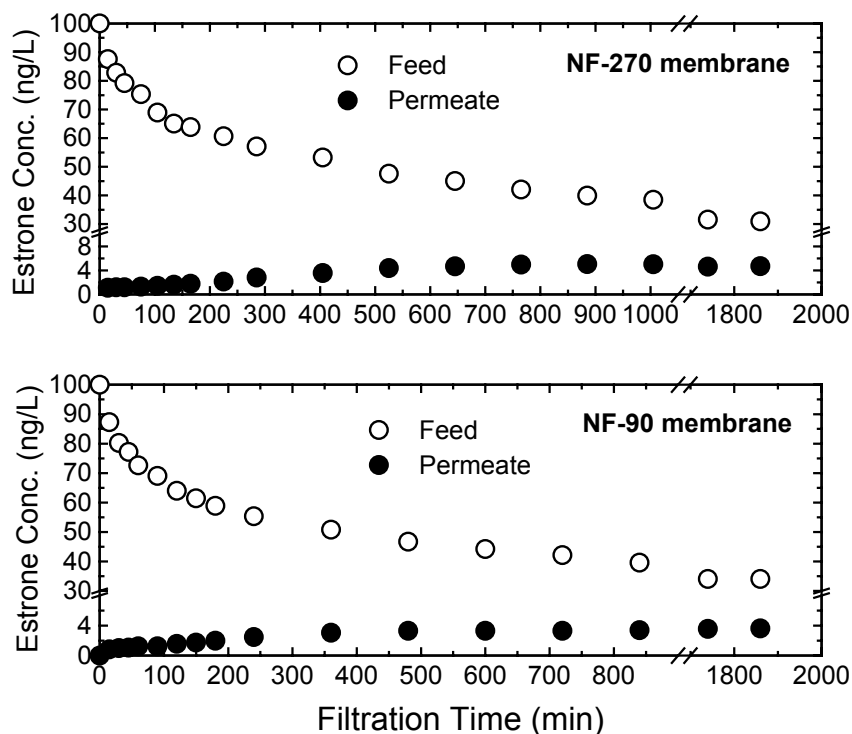 Estrone Conc. (ng/L)
100
90
80
70
60
50
40
30
8
4
0
NF-270 membrane
Feed
Permeate
0 100 200 300 400 500 600 700 800 900 1000 1800 2000
Estrone Conc. (ng/L)
100
90
80
70
60
50
40
30
4
0
NF-90 membrane
Feed
Permeate
0 100 200 300 400 500 600 700 800 1800 2000
Filtration Time (min)